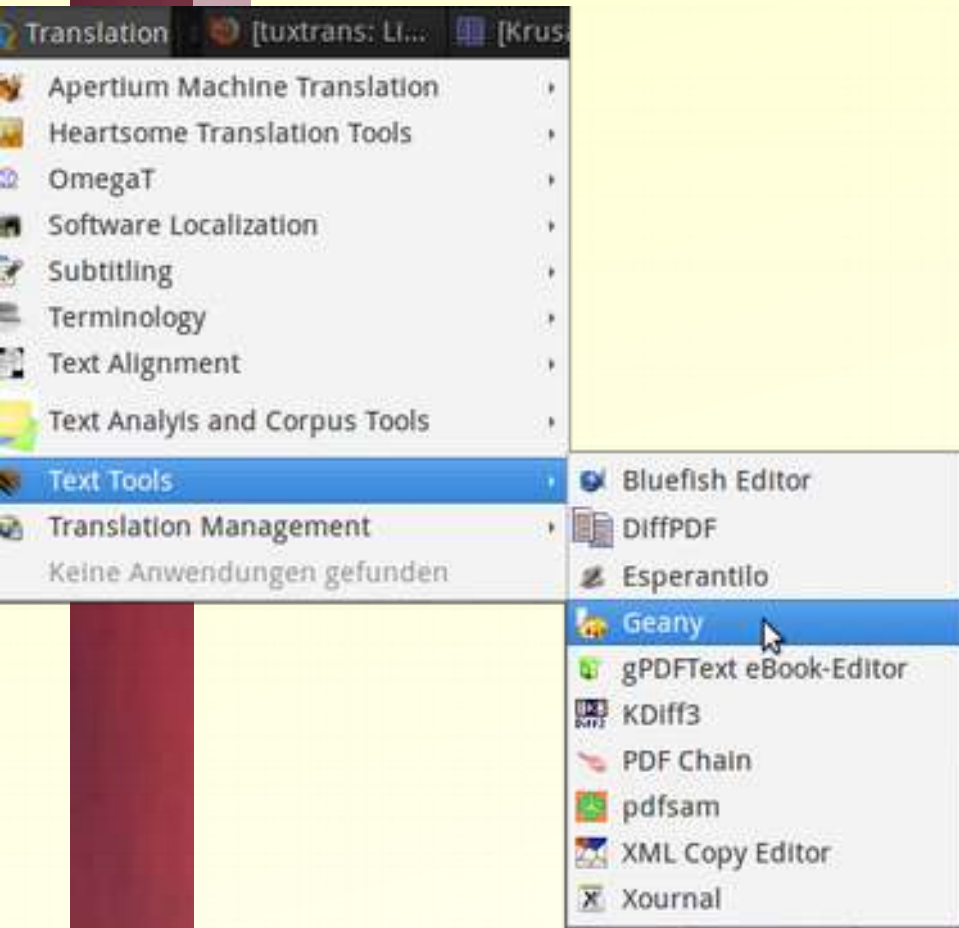 Translation [tuxtrans: Li... [Krusa
Apertium Machine Translation
Heartsome Translation Tools
OmegaT
Software Localization
Subtitling
Terminology
Text Alignment
Text Analyis and Corpus Tools
Text Tools
Translation Management
Keine Anwendungen gefunden
Bluefish Editor
DiffPDF
Esperantilo
Geany
gPDFText eBook-Editor
KDiff3
PDF Chain
pdfsam
XML Copy Editor
Xournal